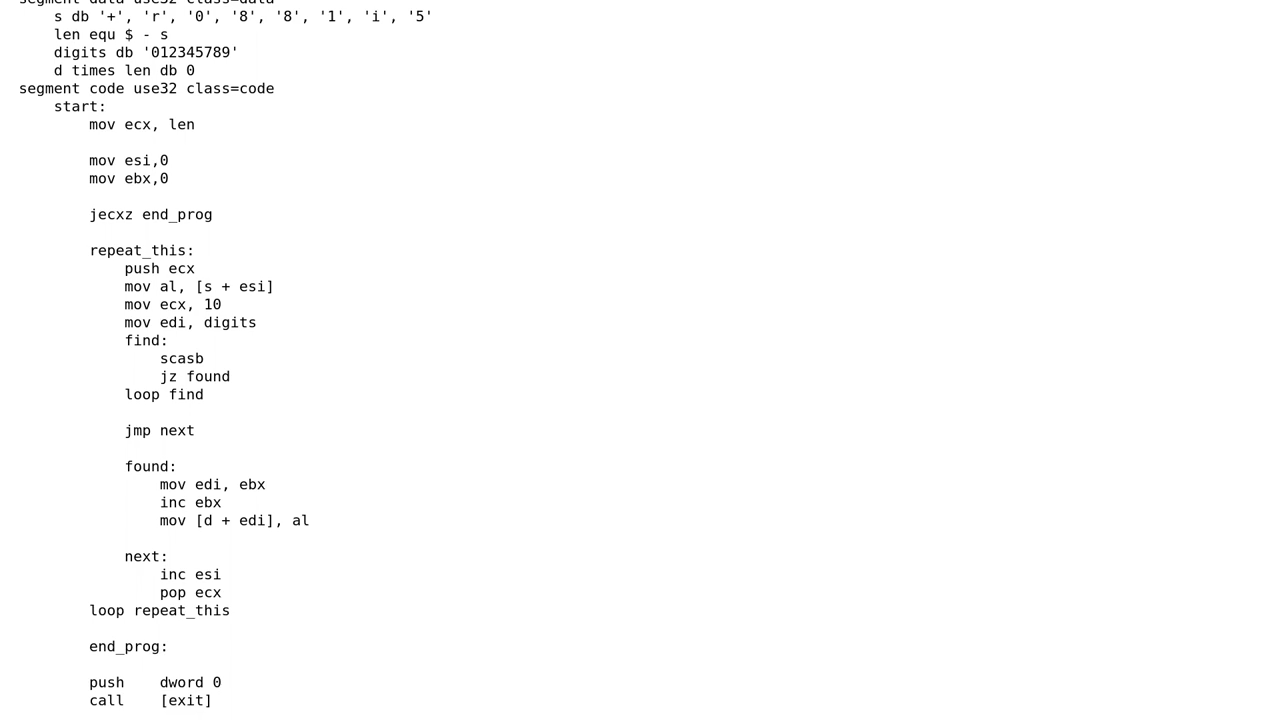 segment data use32 class=data
s db '+', 'r', '0', '8', '8', '1', 'i', '5'
len equ $ - s
digits db '012345789'
d times len db 0
segment code use32 class=code
start:
mov ecx, len
mov esi,0
mov ebx,0
jecxz end_prog
repeat_this:
push ecx
mov al, [s + esi]
mov ecx, 10
mov edi, digits
find:
scasb
jz found
loop find
jmp next
found:
mov edi, ebx
inc ebx
mov [d + edi], al
next:
inc esi
pop ecx
loop repeat_this
end_prog:
push    dword 0
call    [exit]